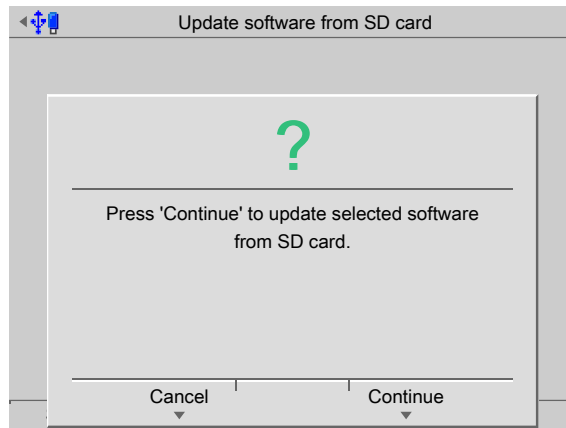 Update software from SD card
?
Press 'Continue' to update selected software
from SD card.
Cancel
Continue